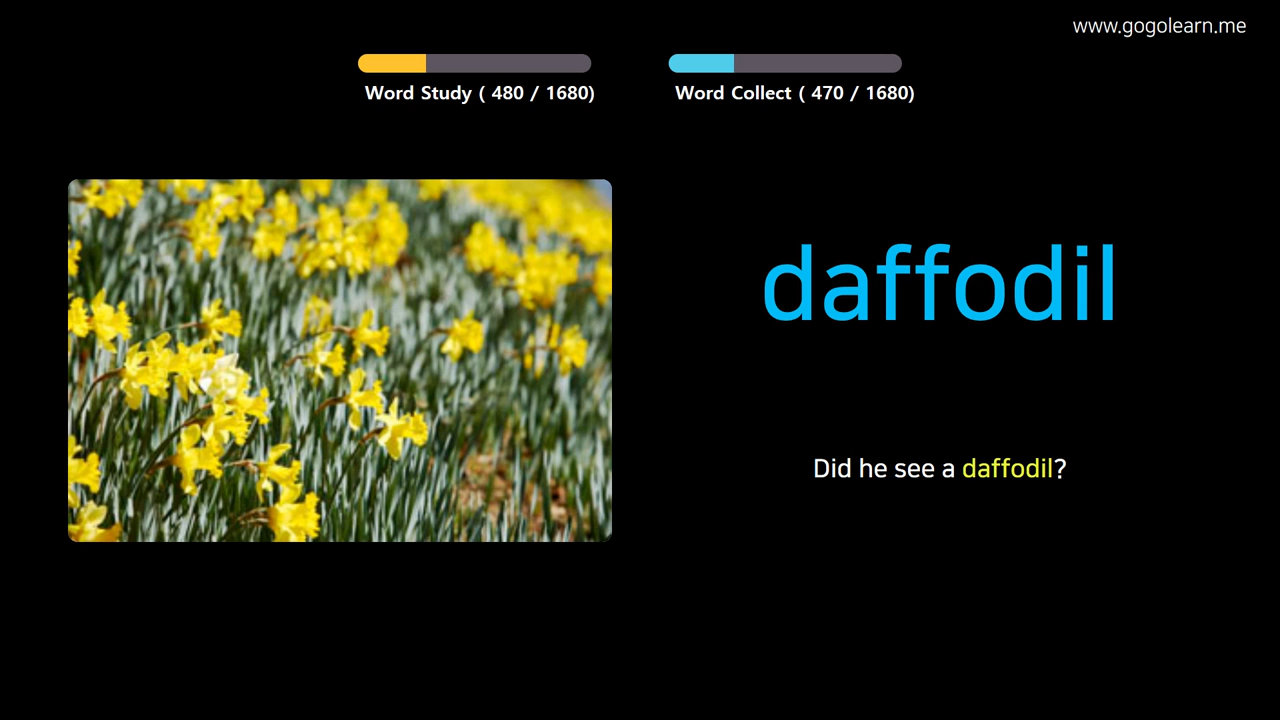 www.gogolearn.me
Word Study ( 480 / 1680)
Word Collect ( 470 / 1680)
daffodil
Did he see a daffodil?